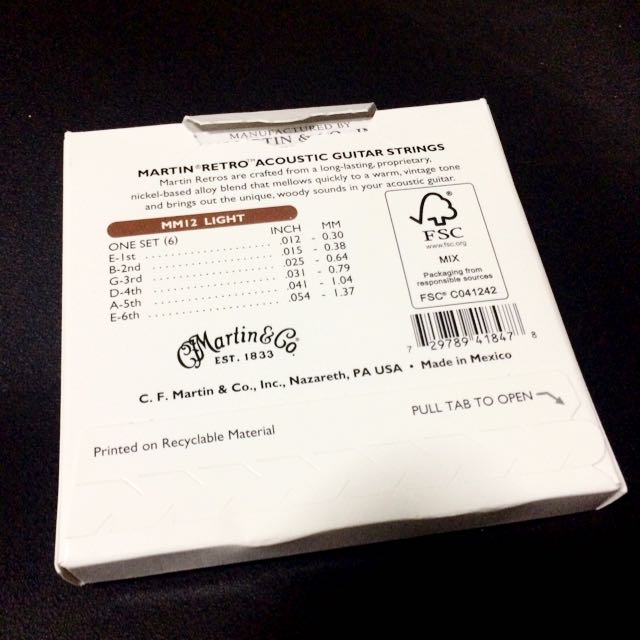 MANUFACTURED BY
MARTIN® RETRO™ ACOUSTIC GUITAR STRINGS
Martin Retros are crafted from a long-lasting, proprietary,
nickel-based alloy blend that mellows quickly to a warm, vintage tone
and brings out the unique, woody sounds in your acoustic guitar.
MM12 LIGHT
ONE SET (6) INCH MM
E-1st .012 - 0.30
B-2nd .015 - 0.38
G-3rd .025 - 0.64
D-4th .031 - 0.79
A-5th .041 - 1.04
E-6th .054 - 1.37
FSC
www.fsc.org
MIX
Packaging from
responsible sources
FSC® C041242
CF Martin & Co.
EST. 1833
7 29789 41847 8
C. F. Martin & Co., Inc., Nazareth, PA USA • Made in Mexico
PULL TAB TO OPEN
Printed on Recyclable Material